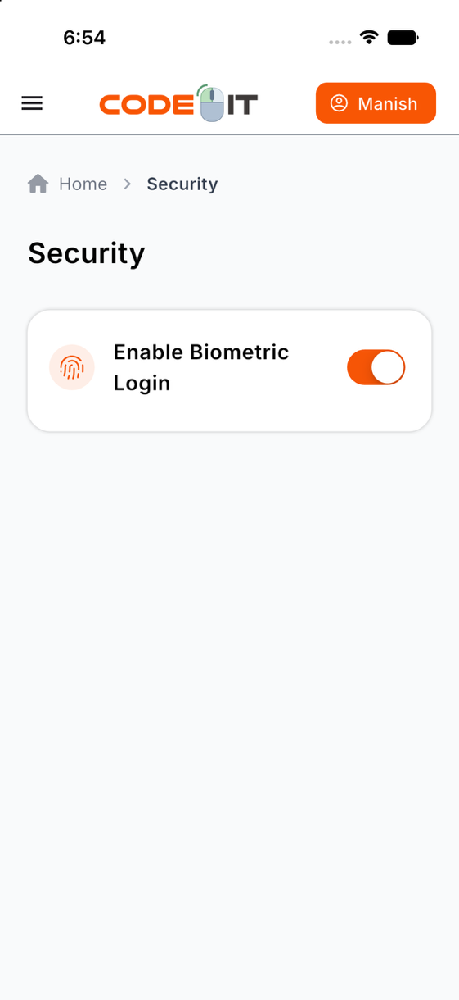 6:54
CODE IT
Manish
Home > Security
Security
Enable Biometric
Login